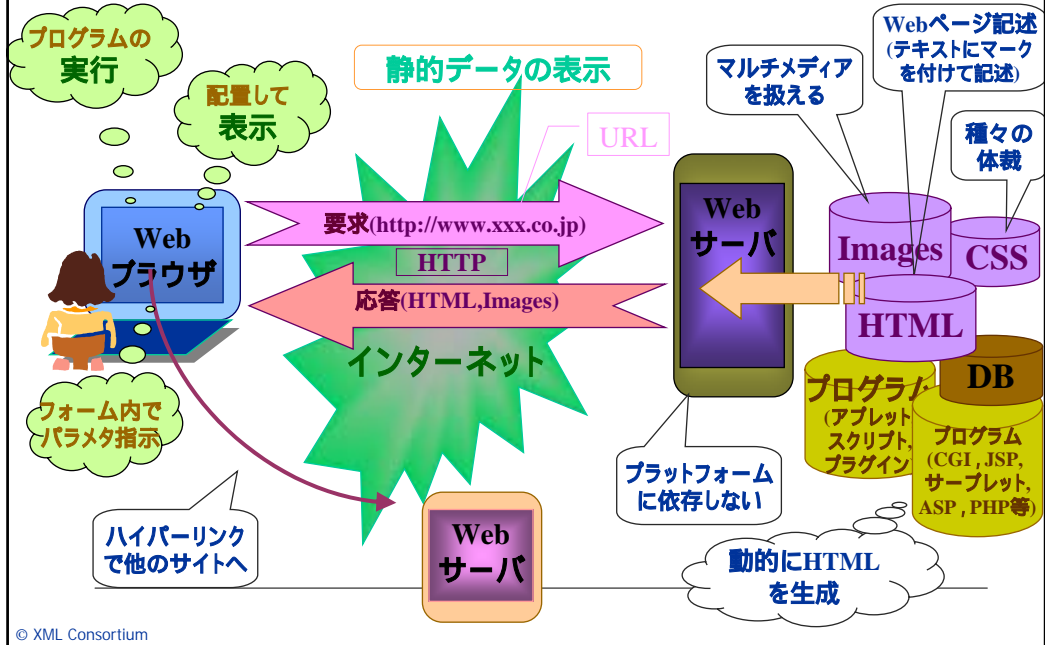 プログラムの
実行
配置して
表示
静的データの表示
URL
マルチメディア
を扱える
Webページ記述
(テキストにマーク
を付けて記述)
種々の
体裁
Web
ブラウザ
要求(http://www.xxx.co.jp)
HTTP
応答(HTML,Images)
インターネット
Web
サーバ
Images
CSS
HTML
DB
プログラム
(アプレット
スクリプト,
プラグイン)
プログラム
(CGI , JSP,
サーブレット,
ASP , PHP等)
フォーム内で
パラメタ指示
プラットフォーム
に依存しない
ハイパーリンク
で他のサイトへ
Web
サーバ
動的にHTML
を生成
© XML Consortium